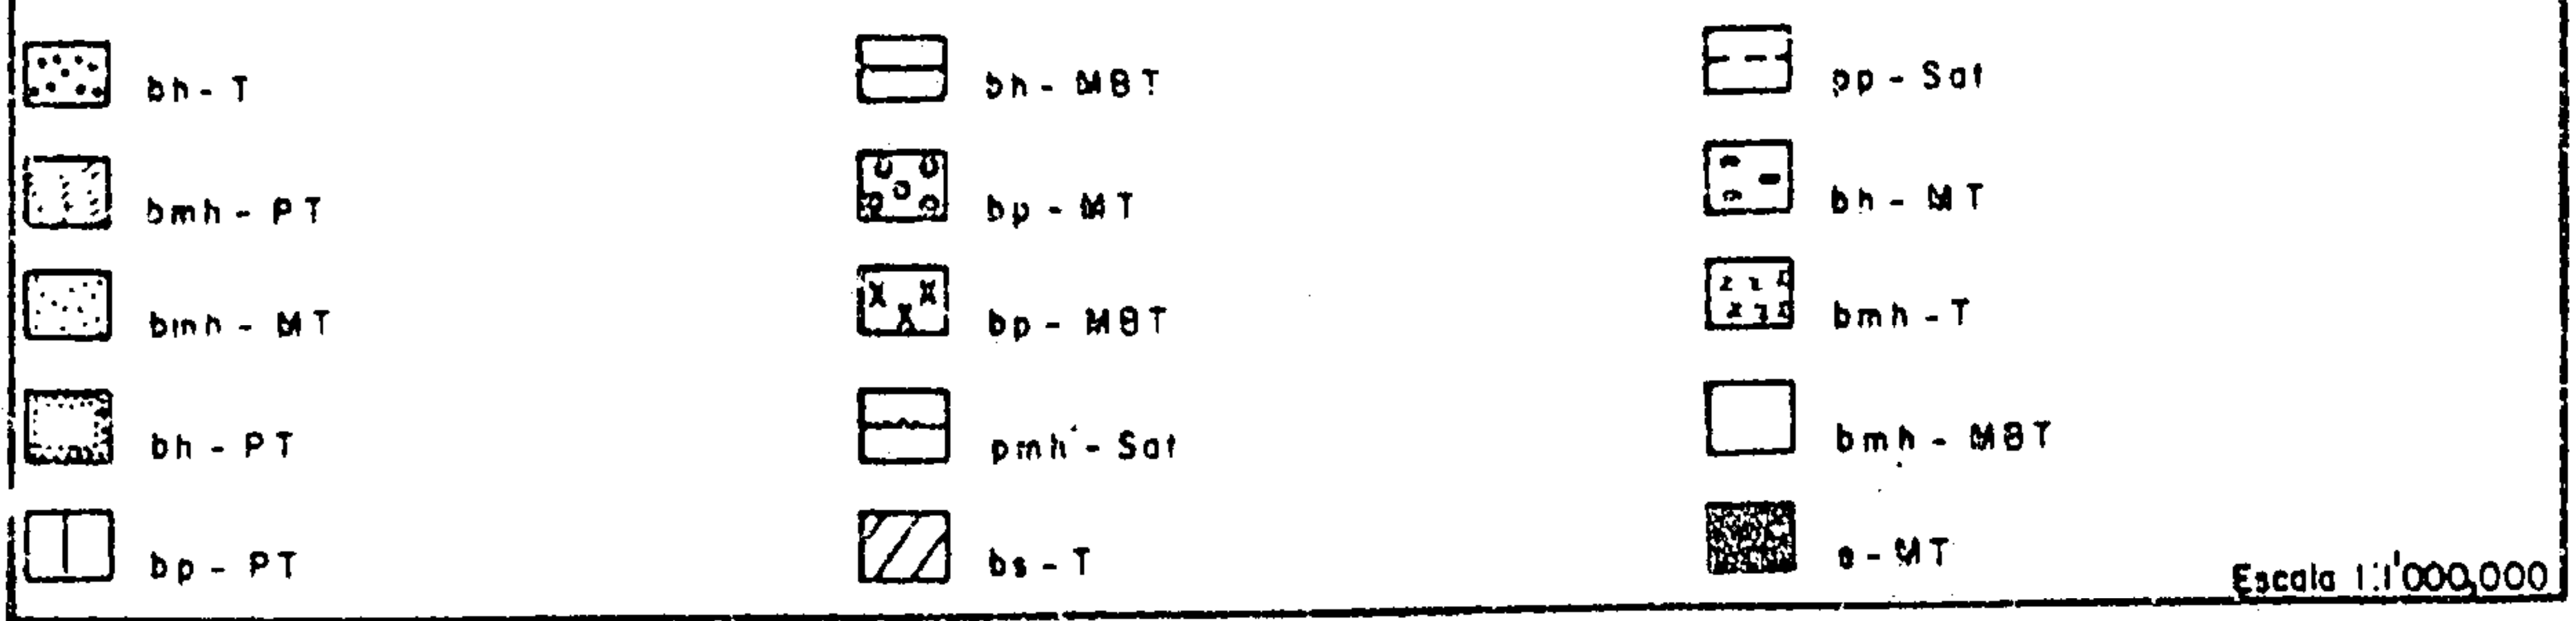 bh - T
bmh - PT
bmh - MT
bh - PT
bp - PT
bh - MBT
bp - MT
bp - MBT
pmh - Sat
bs - T
pp - Sat
bh - MT
bmh - T
bmh - MBT
e - MT
Escala 1:1'000,000